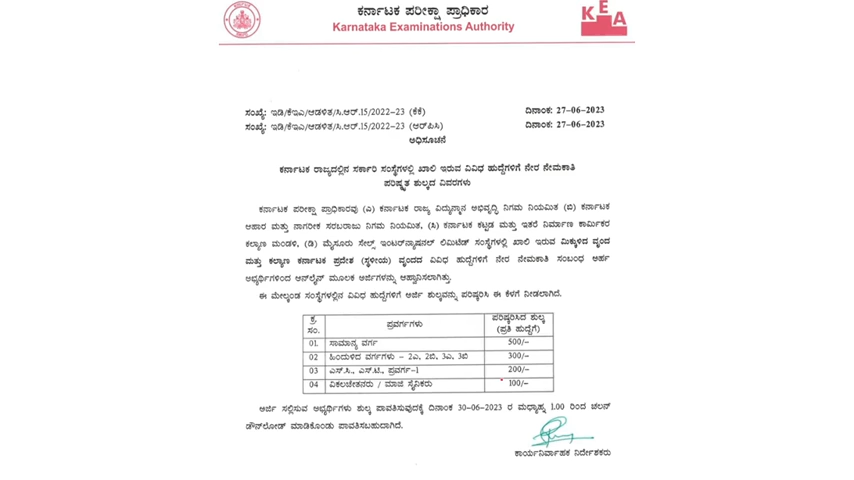 ಕರ್ನಾಟಕ ಪರೀಕ್ಷಾ ಪ್ರಾಧಿಕಾರ
Karnataka Examinations Authority
KEA
ಸಂಖ್ಯೆ: ಇಡಿ/ಕೆಇಎ/ಆಡಳಿತ/ಸಿ.ಆರ್.15/2022-23 (ಕೆಕೆ) ದಿನಾಂಕ: 27-06-2023
ಸಂಖ್ಯೆ: ಇಡಿ/ಕೆಇಎ/ಆಡಳಿತ/ಸಿ.ಆರ್.15/2022-23 (ಆರ್‌ಪಿಸಿ) ದಿನಾಂಕ: 27-06-2023
ಅಧಿಸೂಚನೆ
ಕರ್ನಾಟಕ ರಾಜ್ಯದಲ್ಲಿನ ಸರ್ಕಾರಿ ಸಂಸ್ಥೆಗಳಲ್ಲಿ ಖಾಲಿ ಇರುವ ವಿವಿಧ ಹುದ್ದೆಗಳಿಗೆ ನೇರ ನೇಮಕಾತಿ
ಪರಿಷ್ಕೃತ ಶುಲ್ಕದ ವಿವರಗಳು
ಕರ್ನಾಟಕ ಪರೀಕ್ಷಾ ಪ್ರಾಧಿಕಾರವು (ಎ) ಕರ್ನಾಟಕ ರಾಜ್ಯ ವಿದ್ಯುನ್ಮಾನ ಅಭಿವೃದ್ಧಿ ನಿಗಮ ನಿಯಮಿತ (ಬಿ) ಕರ್ನಾಟಕ
ಆಹಾರ ಮತ್ತು ನಾಗರೀಕ ಸರಬರಾಜು ನಿಗಮ ನಿಯಮಿತ, (ಸಿ) ಕರ್ನಾಟಕ ಕಟ್ಟಡ ಮತ್ತು ಇತರೆ ನಿರ್ಮಾಣ ಕಾರ್ಮಿಕರ
ಕಲ್ಯಾಣ ಮಂಡಳಿ, (ಡಿ) ಮೈಸೂರು ಸೇಲ್ಸ್ ಇಂಟರ್‌ನ್ಯಾಷನಲ್ ಲಿಮಿಟೆಡ್ ಸಂಸ್ಥೆಗಳಲ್ಲಿ ಖಾಲಿ ಇರುವ ಮಿಕ್ಕುಳಿದ ವೃಂದ
ಮತ್ತು ಕಲ್ಯಾಣ ಕರ್ನಾಟಕ ಪ್ರದೇಶ (ಸ್ಥಳೀಯ) ವೃಂದದ ವಿವಿಧ ಹುದ್ದೆಗಳಿಗೆ ನೇರ ನೇಮಕಾತಿ ಸಂಬಂಧ ಅರ್ಹ
ಅಭ್ಯರ್ಥಿಗಳಿಂದ ಆನ್‌ಲೈನ್ ಮೂಲಕ ಅರ್ಜಿಗಳನ್ನು ಆಹ್ವಾನಿಸಲಾಗಿತ್ತು.
ಈ ಮೇಲ್ಕಂಡ ಸಂಸ್ಥೆಗಳಲ್ಲಿನ ವಿವಿಧ ಹುದ್ದೆಗಳಿಗೆ ಅರ್ಜಿ ಶುಲ್ಕವನ್ನು ಪರಿಷ್ಕರಿಸಿ ಈ ಕೆಳಗೆ ನೀಡಲಾಗಿದೆ.
ಕ್ರ. ಸಂ. ಪ್ರವರ್ಗಗಳು ಪರಿಷ್ಕರಿಸಿದ ಶುಲ್ಕ (ಪ್ರತಿ ಹುದ್ದೆಗೆ)
01. ಸಾಮಾನ್ಯ ವರ್ಗ 500/-
02 ಹಿಂದುಳಿದ ವರ್ಗಗಳು - 2ಎ, 2ಬಿ, 3ಎ, 3ಬಿ 300/-
03 ಎಸ್.ಸಿ., ಎಸ್.ಟಿ., ಪ್ರವರ್ಗ-1 200/-
04 ವಿಕಲಚೇತನರು / ಮಾಜಿ ಸೈನಿಕರು 100/-
ಅರ್ಜಿ ಸಲ್ಲಿಸುವ ಅಭ್ಯರ್ಥಿಗಳು ಶುಲ್ಕ ಪಾವತಿಸುವುದಕ್ಕೆ ದಿನಾಂಕ 30-06-2023 ರ ಮಧ್ಯಾಹ್ನ 1.00 ರಿಂದ ಚಲನ್
ಡೌನ್‌ಲೋಡ್ ಮಾಡಿಕೊಂಡು ಪಾವತಿಸಬಹುದಾಗಿದೆ.
ಕಾರ್ಯನಿರ್ವಾಹಕ ನಿರ್ದೇಶಕರು